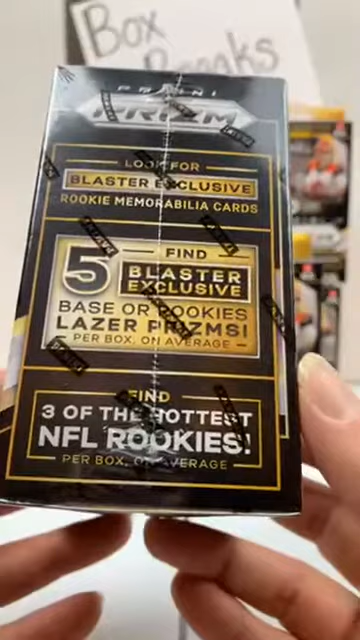 Box
Breaks
PANINI
PRIZM
LOOK FOR
BLASTER EXCLUSIVE
ROOKIE MEMORABILIA CARDS
FIND
5 BLASTER
EXCLUSIVE
BASE OR ROOKIES
LAZER PRIZMS!
PER BOX, ON AVERAGE
FIND
3 OF THE HOTTEST
NFL ROOKIES!
PER BOX, ON AVERAGE